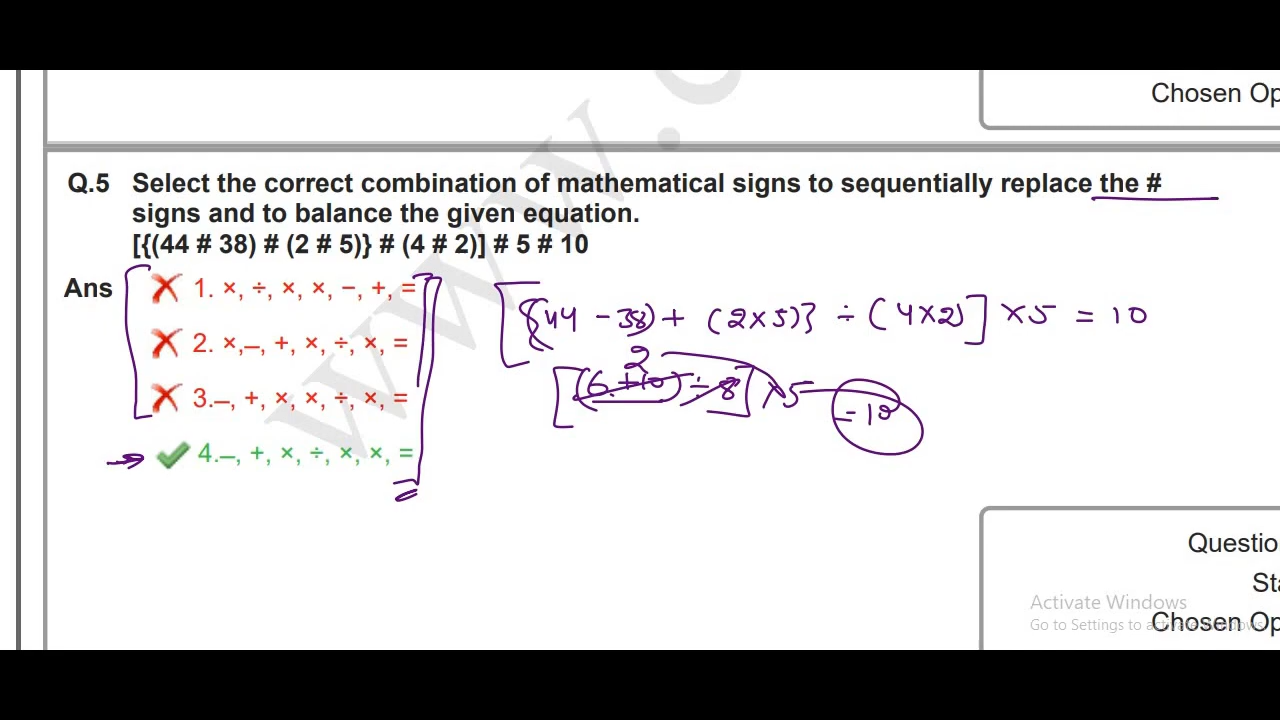 www.
Chosen Op
Q.5 Select the correct combination of mathematical signs to sequentially replace the #
signs and to balance the given equation.
[{(44 # 38) # (2 # 5)} # (4 # 2)] # 5 # 10
Ans
1. ×, ÷, ×, ×, −, +, =
2. ×,–, +, ×, ÷, ×, =
3.–, +, ×, ×, ÷, ×, =
4.–, +, ×, ÷, ×, ×, =
[{(44 - 38) + (2×5)} ÷ (4×2)] ×5 = 10
2
[(6 + 10) ÷ 8] ×5 = 10
Questio
Sta
Activate Windows
Go to Settings to activate Windows.
Chosen Op